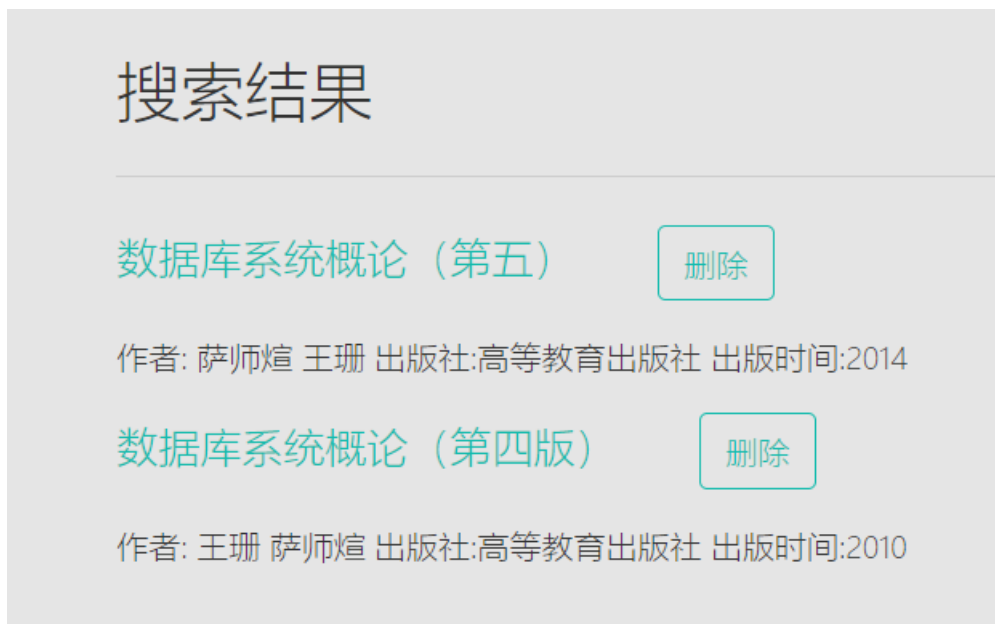 搜索结果
数据库系统概论（第五） 删除
作者: 萨师煊 王珊 出版社:高等教育出版社 出版时间:2014
数据库系统概论（第四版） 删除
作者: 王珊 萨师煊 出版社:高等教育出版社 出版时间:2010